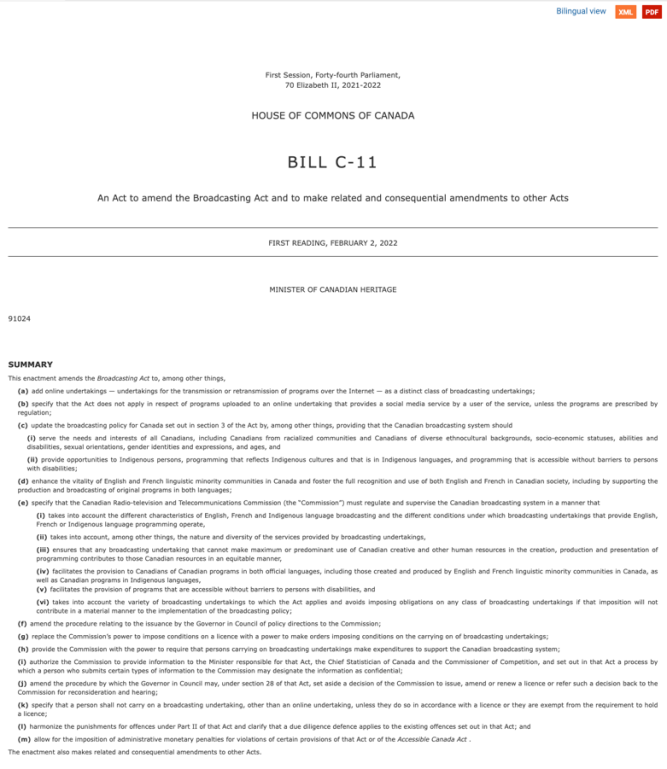 Bilingual view XML PDF
First Session, Forty-fourth Parliament,
70 Elizabeth II, 2021-2022
HOUSE OF COMMONS OF CANADA
BILL C-11
An Act to amend the Broadcasting Act and to make related and consequential amendments to other Acts
FIRST READING, FEBRUARY 2, 2022
MINISTER OF CANADIAN HERITAGE
91024
SUMMARY
This enactment amends the Broadcasting Act to, among other things,
(a) add online undertakings — undertakings for the transmission or retransmission of programs over the Internet — as a distinct class of broadcasting undertakings;
(b) specify that the Act does not apply in respect of programs uploaded to an online undertaking that provides a social media service by a user of the service, unless the programs are prescribed by
regulation;
(c) update the broadcasting policy for Canada set out in section 3 of the Act by, among other things, providing that the Canadian broadcasting system should
(i) serve the needs and interests of all Canadians, including Canadians from racialized communities and Canadians of diverse ethnocultural backgrounds, socio-economic statuses, abilities and
disabilities, sexual orientations, gender identities and expressions, and ages, and
(ii) provide opportunities to Indigenous persons, programming that reflects Indigenous cultures and that is in Indigenous languages, and programming that is accessible without barriers to persons
with disabilities;
(d) enhance the vitality of English and French linguistic minority communities in Canada and foster the full recognition and use of both English and French in Canadian society, including by supporting the
production and broadcasting of original programs in both languages;
(e) specify that the Canadian Radio-television and Telecommunications Commission (the “Commission”) must regulate and supervise the Canadian broadcasting system in a manner that
(i) takes into account the different characteristics of English, French and Indigenous language broadcasting and the different conditions under which broadcasting undertakings that provide English,
French or Indigenous language programming operate,
(ii) takes into account, among other things, the nature and diversity of the services provided by broadcasting undertakings,
(iii) ensures that any broadcasting undertaking that cannot make maximum or predominant use of Canadian creative and other human resources in the creation, production and presentation of
programming contributes to those Canadian resources in an equitable manner,
(iv) facilitates the provision to Canadians of Canadian programs in both official languages, including those created and produced by English and French linguistic minority communities in Canada, as
well as Canadian programs in Indigenous languages,
(v) facilitates the provision of programs that are accessible without barriers to persons with disabilities, and
(vi) takes into account the variety of broadcasting undertakings to which the Act applies and avoids imposing obligations on any class of broadcasting undertakings if that imposition will not
contribute in a material manner to the implementation of the broadcasting policy;
(f) amend the procedure relating to the issuance by the Governor in Council of policy directions to the Commission;
(g) replace the Commission’s power to impose conditions on a licence with a power to make orders imposing conditions on the carrying on of broadcasting undertakings;
(h) provide the Commission with the power to require that persons carrying on broadcasting undertakings make expenditures to support the Canadian broadcasting system;
(i) authorize the Commission to provide information to the Minister responsible for that Act, the Chief Statistician of Canada and the Commissioner of Competition, and set out in that Act a process by
which a person who submits certain types of information to the Commission may designate the information as confidential;
(j) amend the procedure by which the Governor in Council may, under section 28 of that Act, set aside a decision of the Commission to issue, amend or renew a licence or refer such a decision back to the
Commission for reconsideration and hearing;
(k) specify that a person shall not carry on a broadcasting undertaking, other than an online undertaking, unless they do so in accordance with a licence or they are exempt from the requirement to hold
a licence;
(l) harmonize the punishments for offences under Part II of that Act and clarify that a due diligence defence applies to the existing offences set out in that Act; and
(m) allow for the imposition of administrative monetary penalties for violations of certain provisions of that Act or of the Accessible Canada Act .
The enactment also makes related and consequential amendments to other Acts.